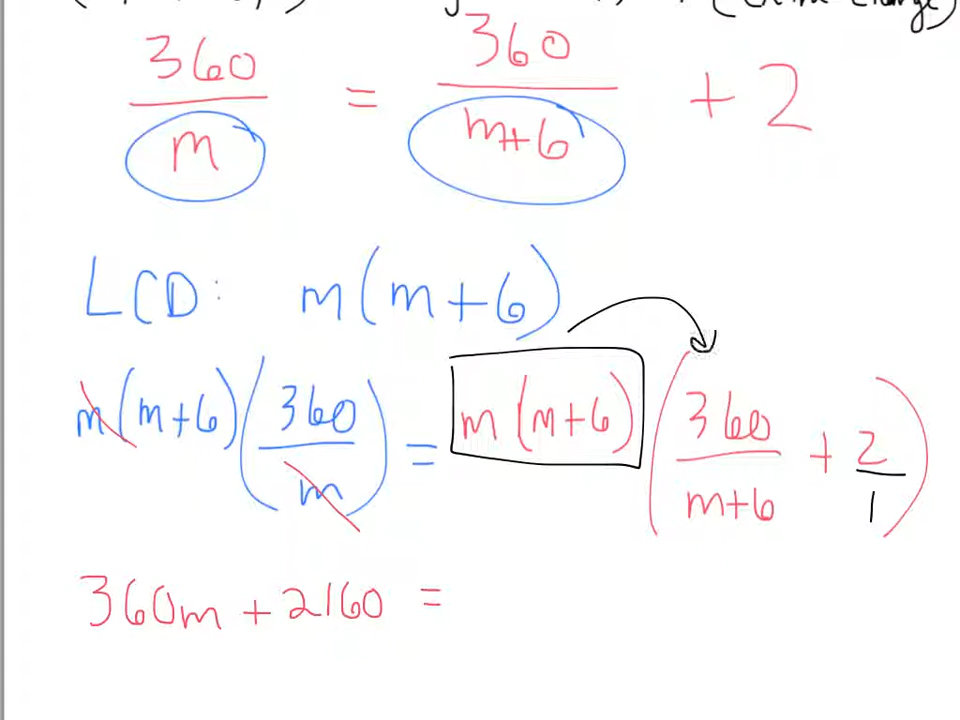 360/m = 360/(m+6) + 2
LCD: m(m+6)
m(m+6)(360/m) = m(m+6)(360/(m+6) + 2/1)
360m + 2160 =